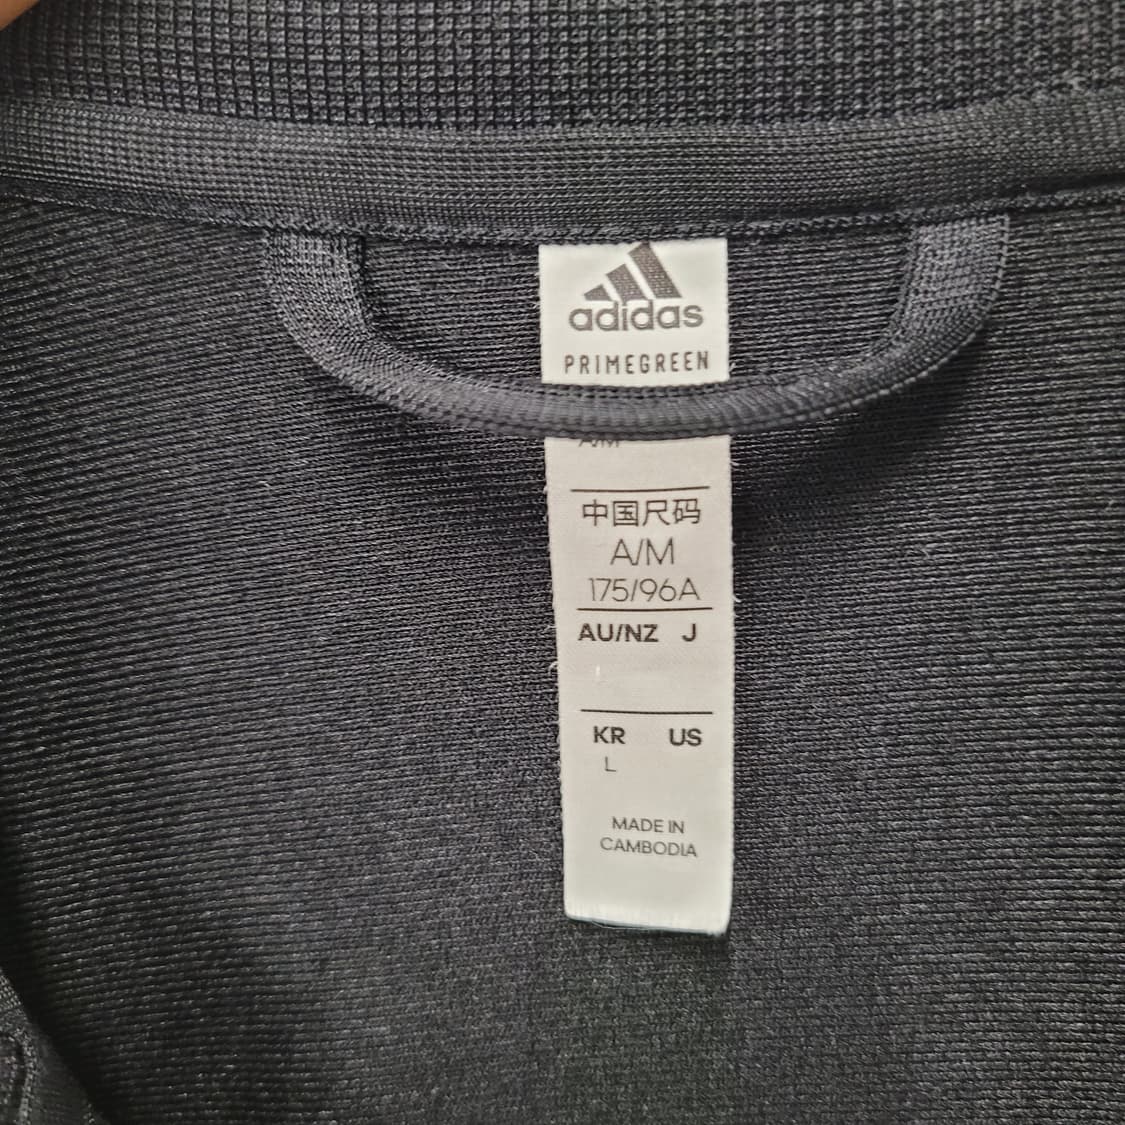 adidas
PRIMEGREEN
A/M
中国尺码
A/M
175/96A
AU/NZ J
KR US
L
MADE IN
CAMBODIA